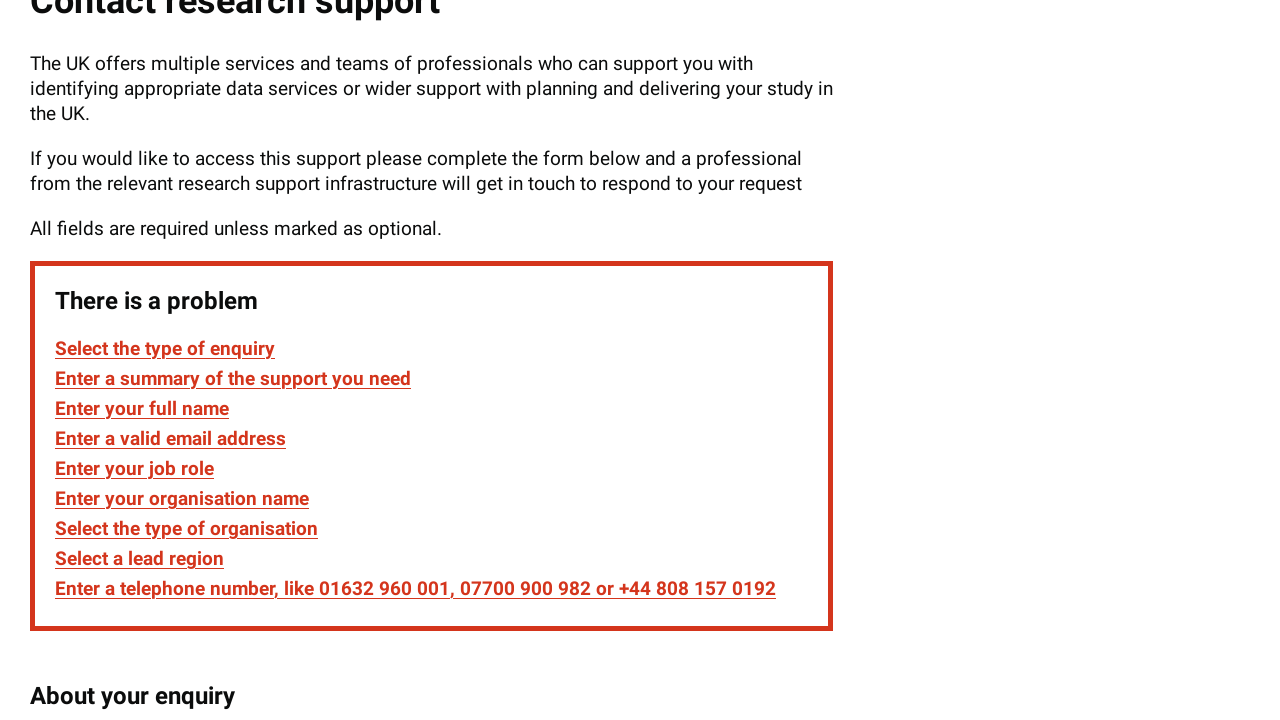 Contact research support
The UK offers multiple services and teams of professionals who can support you with
identifying appropriate data services or wider support with planning and delivering your study in
the UK.
If you would like to access this support please complete the form below and a professional
from the relevant research support infrastructure will get in touch to respond to your request
All fields are required unless marked as optional.
There is a problem
Select the type of enquiry
Enter a summary of the support you need
Enter your full name
Enter a valid email address
Enter your job role
Enter your organisation name
Select the type of organisation
Select a lead region
Enter a telephone number, like 01632 960 001, 07700 900 982 or +44 808 157 0192
About your enquiry